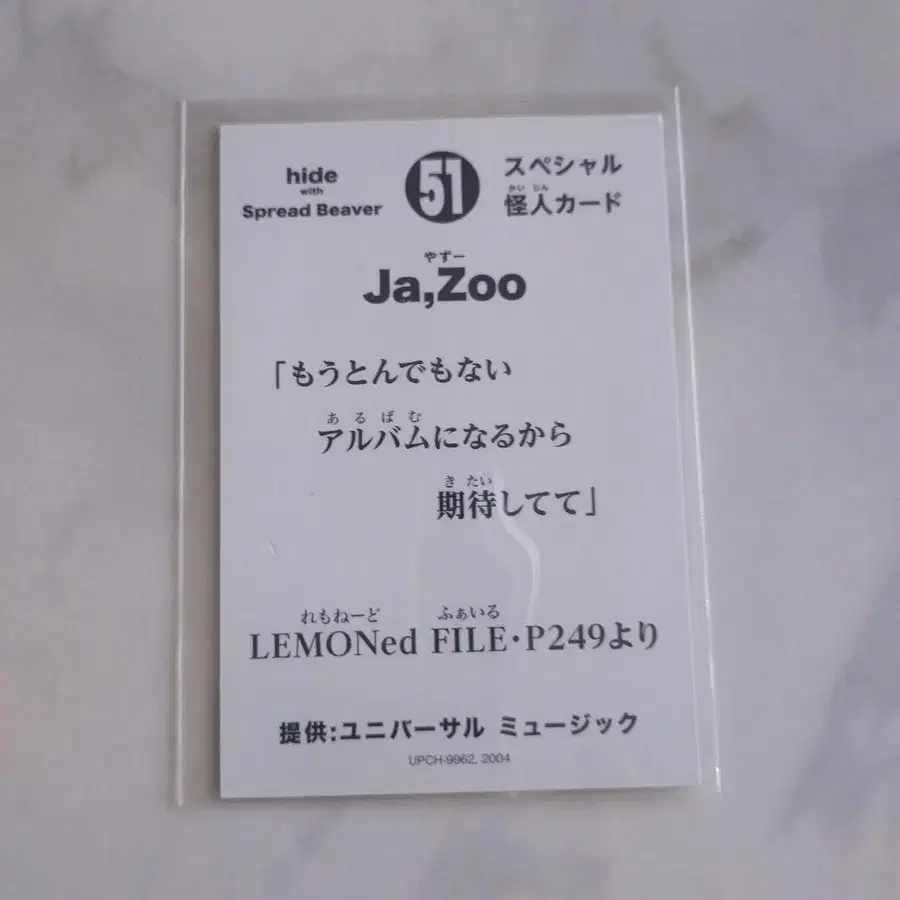 hide
with
Spread Beaver
51
スペシャル
かいじん
怪人カード
やずー
Ja,Zoo
「もうとんでもない
あるばむ
アルバムになるから
きたい
期待してて」
れもねーど ふぁいる
LEMONed FILE・P249より
提供:ユニバーサル ミュージック
UPCH-9962, 2004